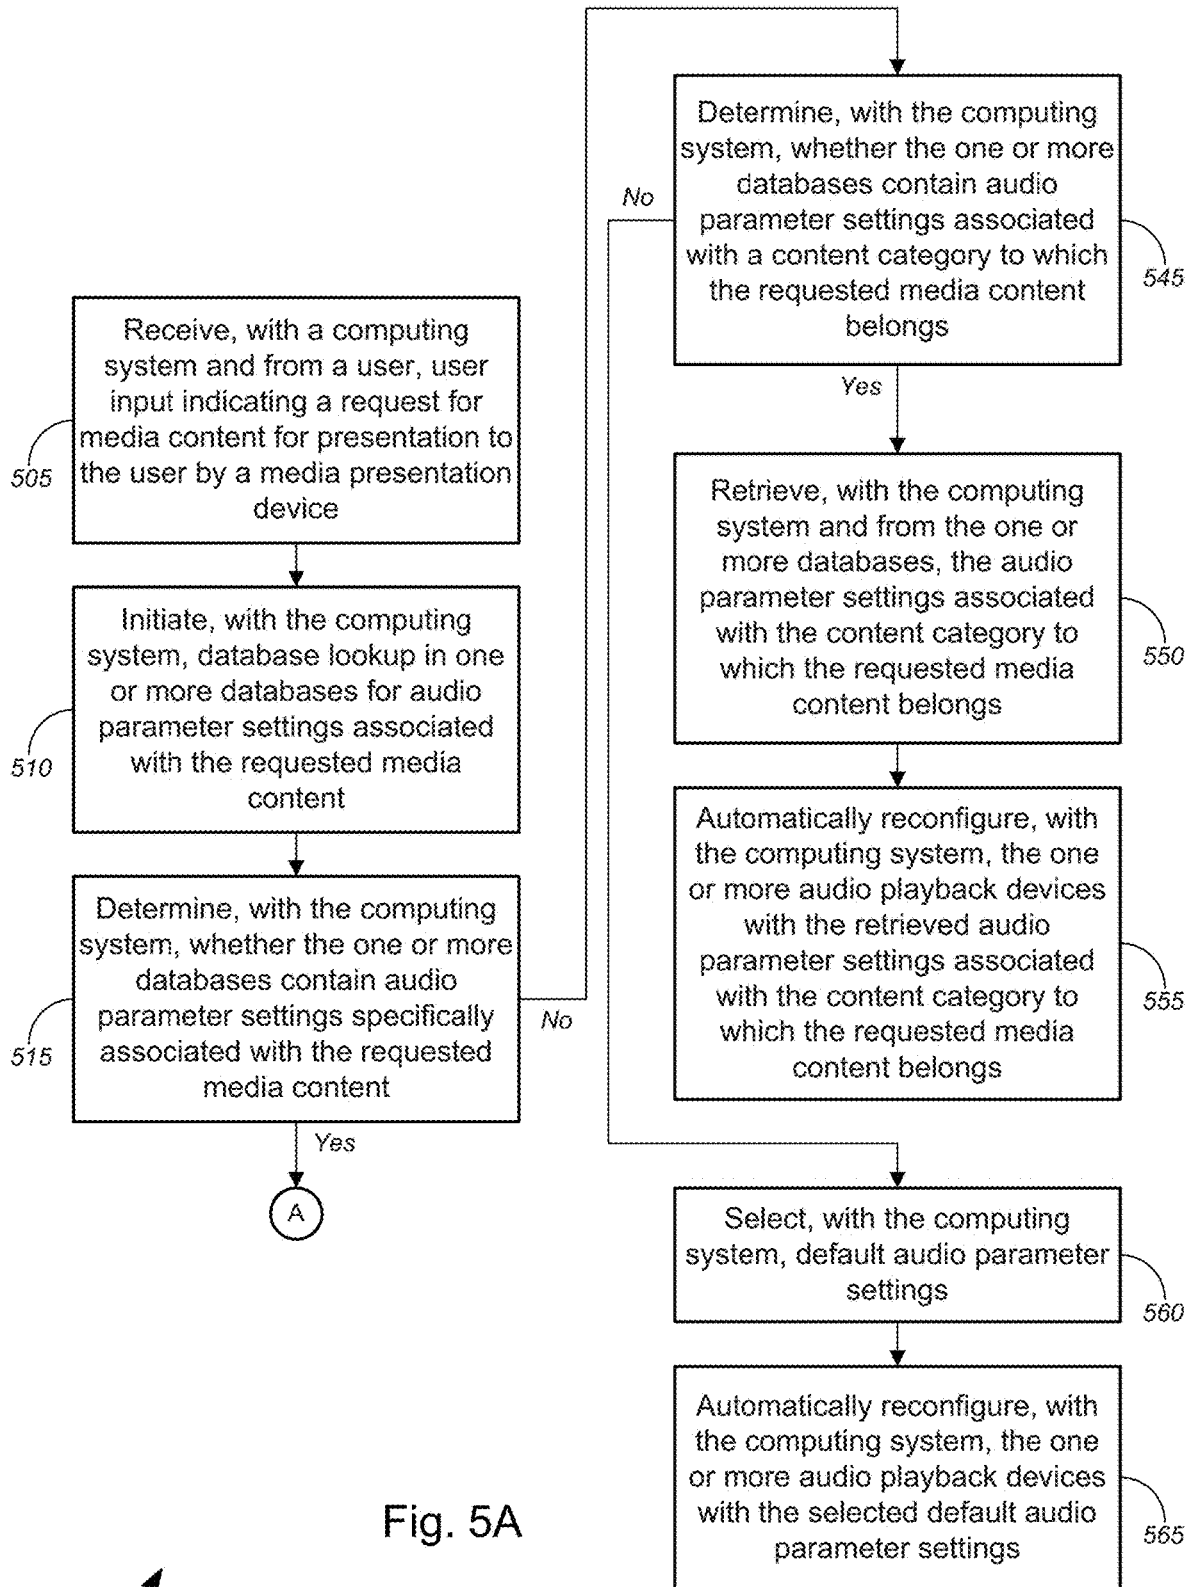 Receive, with a computing
system and from a user, user
input indicating a request for
media content for presentation to
the user by a media presentation
device
505
Initiate, with the computing
system, database lookup in one
or more databases for audio
parameter settings associated
with the requested media
content
510
Determine, with the computing
system, whether the one or more
databases contain audio
parameter settings specifically
associated with the requested
media content
515
No
Yes
A
Determine, with the computing
system, whether the one or more
databases contain audio
parameter settings associated
with a content category to which
the requested media content
belongs
545
No
Yes
Retrieve, with the computing
system and from the one or
more databases, the audio
parameter settings associated
with the content category to
which the requested media
content belongs
550
Automatically reconfigure, with
the computing system, the one
or more audio playback devices
with the retrieved audio
parameter settings associated
with the content category to
which the requested media
content belongs
555
Select, with the computing
system, default audio parameter
settings
560
Automatically reconfigure, with
the computing system, the one
or more audio playback devices
with the selected default audio
parameter settings
565
Fig. 5A